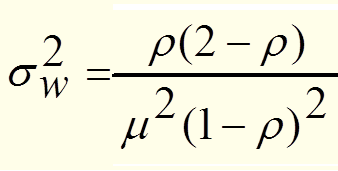 σ_w^2 = ρ(2 − ρ) / μ^2(1 − ρ)^2